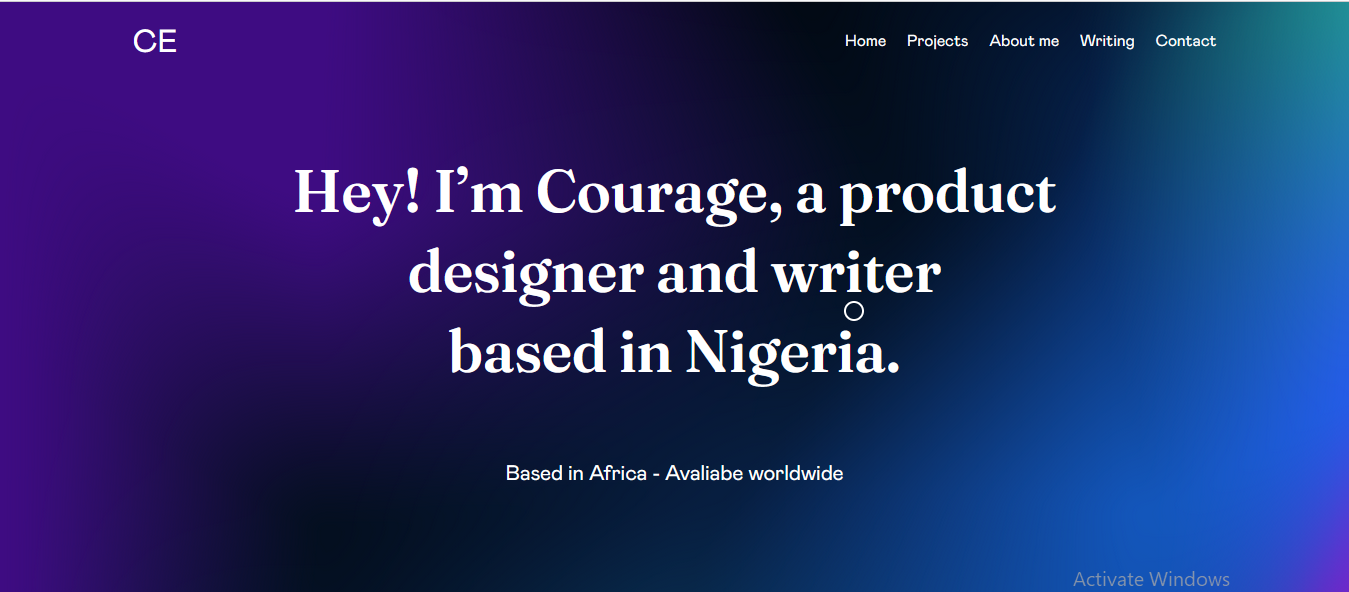 CE
Home Projects About me Writing Contact
Hey! I’m Courage, a product
designer and writer
based in Nigeria.
Based in Africa - Avaliabe worldwide
Activate Windows